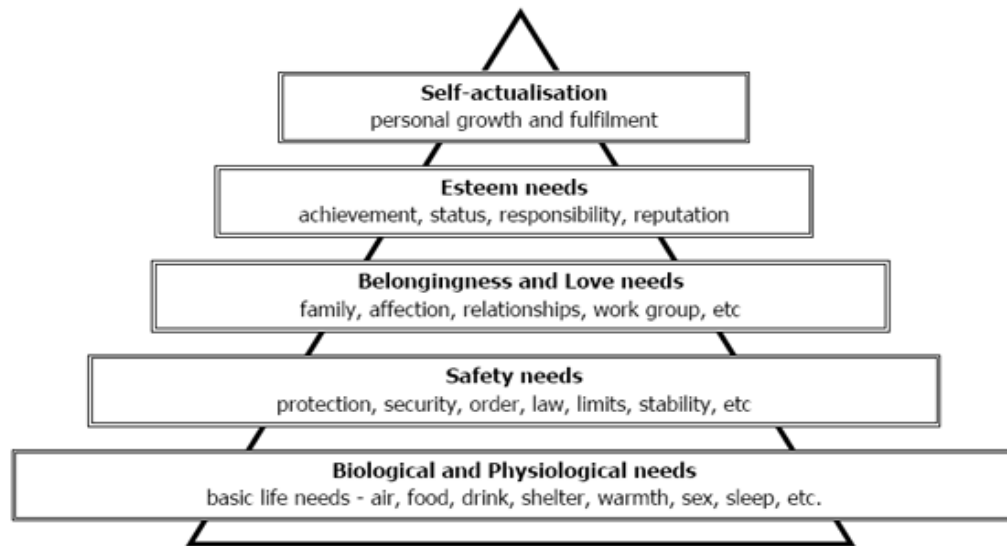 Self-actualisation
personal growth and fulfilment
Esteem needs
achievement, status, responsibility, reputation
Belongingness and Love needs
family, affection, relationships, work group, etc
Safety needs
protection, security, order, law, limits, stability, etc
Biological and Physiological needs
basic life needs - air, food, drink, shelter, warmth, sex, sleep, etc.